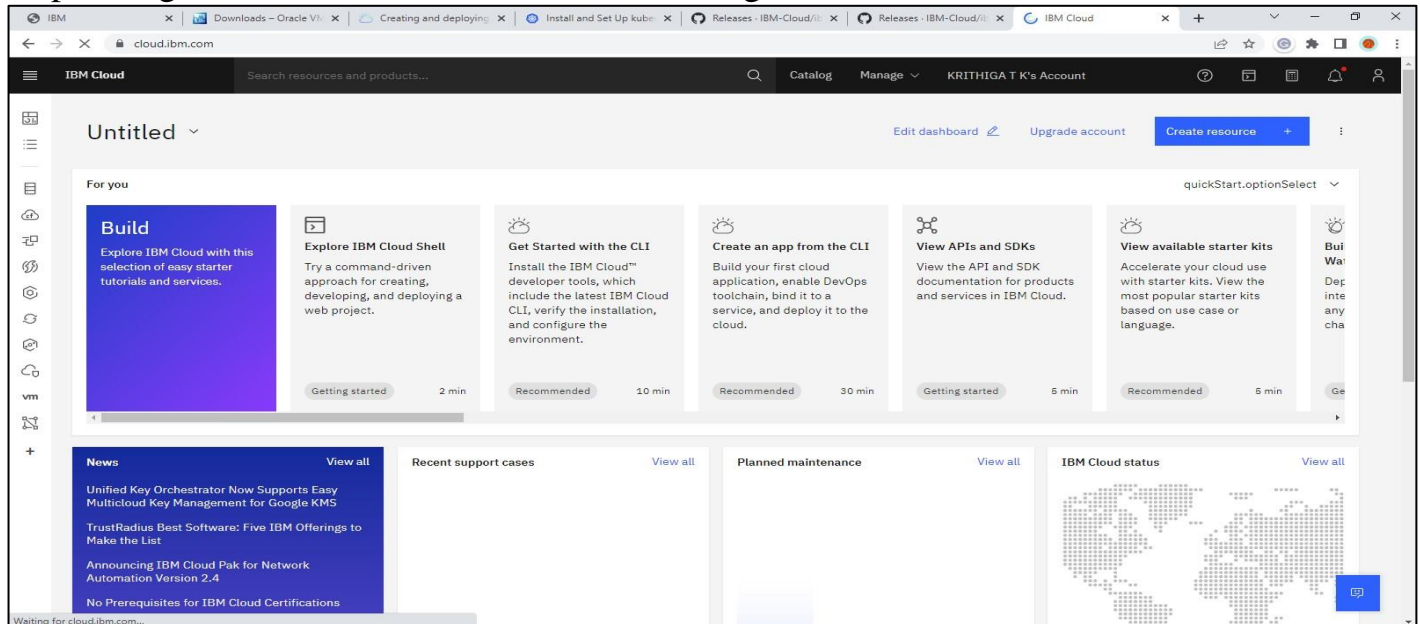 IBM
Downloads – Oracle VM
Creating and deploying
Install and Set Up kube
Releases · IBM-Cloud/ib
Releases · IBM-Cloud/ib
IBM Cloud
cloud.ibm.com
IBM Cloud
Search resources and products...
Catalog
Manage
KRITHIGA T K's Account
Untitled
Edit dashboard
Upgrade account
Create resource +
For you
quickStart.optionSelect
Build
Explore IBM Cloud with this
selection of easy starter
tutorials and services.
Explore IBM Cloud Shell
Try a command-driven
approach for creating,
developing, and deploying a
web project.
Getting started 2 min
Get Started with the CLI
Install the IBM Cloud™
developer tools, which
include the latest IBM Cloud
CLI, verify the installation,
and configure the
environment.
Recommended 10 min
Create an app from the CLI
Build your first cloud
application, enable DevOps
toolchain, bind it to a
service, and deploy it to the
cloud.
Recommended 30 min
View APIs and SDKs
View the API and SDK
documentation for products
and services in IBM Cloud.
Getting started 5 min
View available starter kits
Accelerate your cloud use
with starter kits. View the
most popular starter kits
based on use case or
language.
Recommended 5 min
Bui
Wat
Dep
inte
any
cha
Ge
vm
News View all
Unified Key Orchestrator Now Supports Easy
Multicloud Key Management for Google KMS
TrustRadius Best Software: Five IBM Offerings to
Make the List
Announcing IBM Cloud Pak for Network
Automation Version 2.4
No Prerequisites for IBM Cloud Certifications
Recent support cases View all
Planned maintenance View all
IBM Cloud status View all
Waiting for cloud.ibm.com...